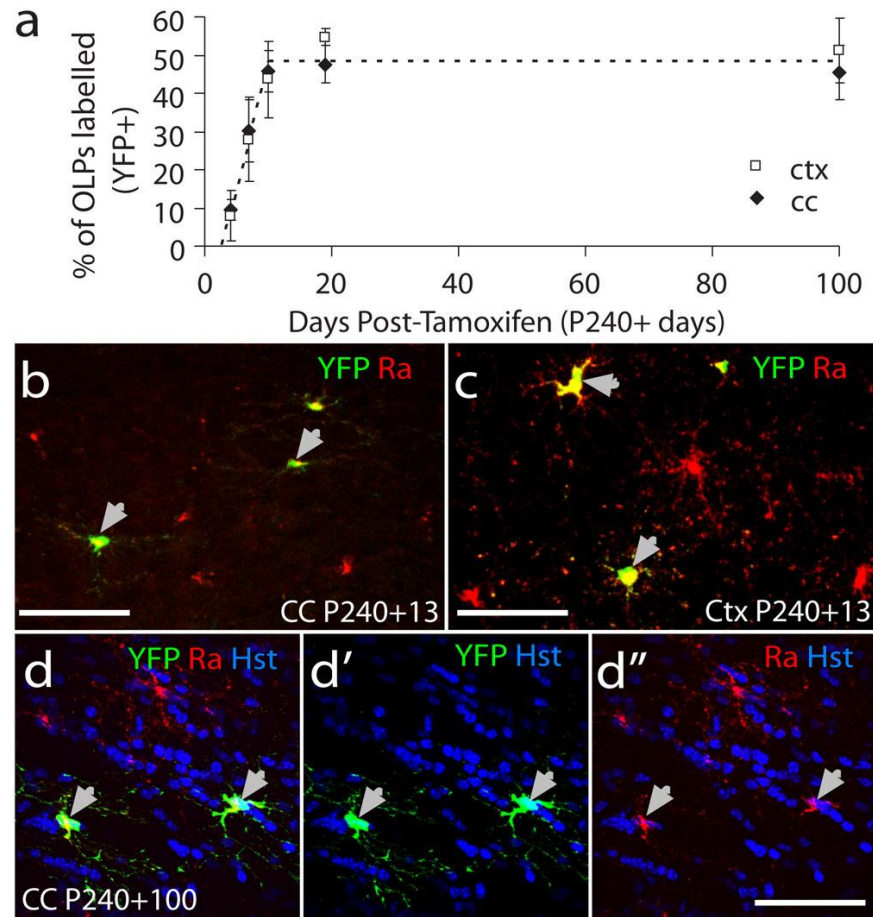 a
% of OLPs labelled
(YFP+)
60
50
40
30
20
10
0
0 20 40 60 80 100
Days Post-Tamoxifen (P240+ days)
ctx
cc
b
YFP Ra
CC P240+13
c
YFP Ra
Ctx P240+13
d
YFP Ra Hst
CC P240+100
d′
YFP Hst
d″
Ra Hst